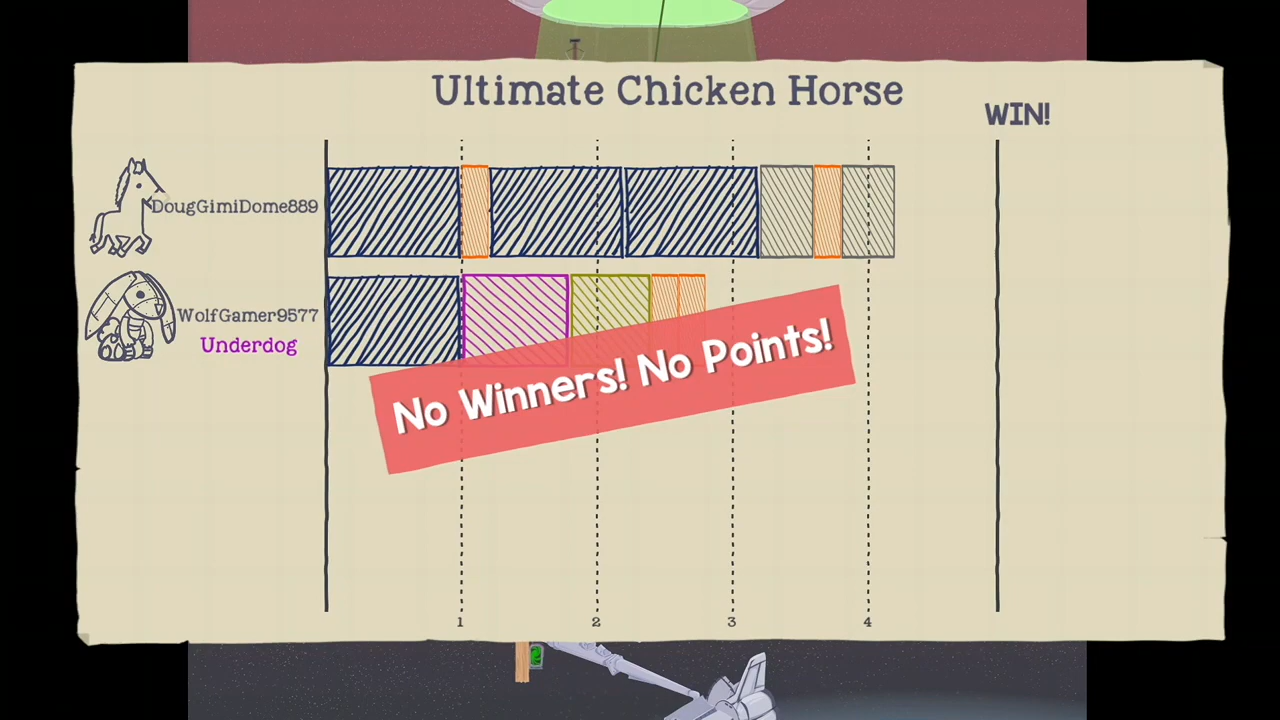 Ultimate Chicken Horse
WIN!
DougGimiDome889
WolfGamer9577
Underdog
No Winners! No Points!
1 2 3 4